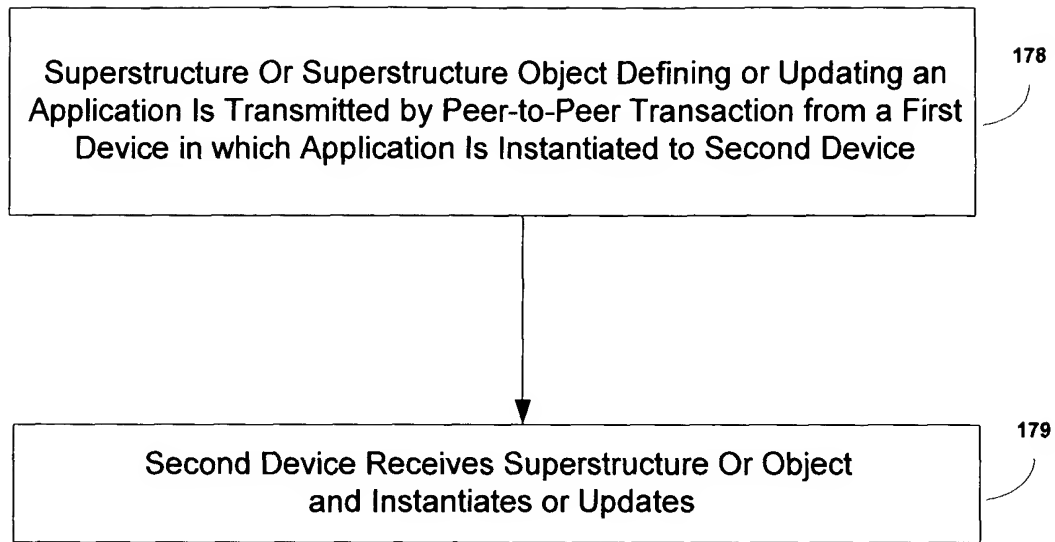 178
Superstructure Or Superstructure Object Defining or Updating an
Application Is Transmitted by Peer-to-Peer Transaction from a First
Device in which Application Is Instantiated to Second Device
179
Second Device Receives Superstructure Or Object
and Instantiates or Updates